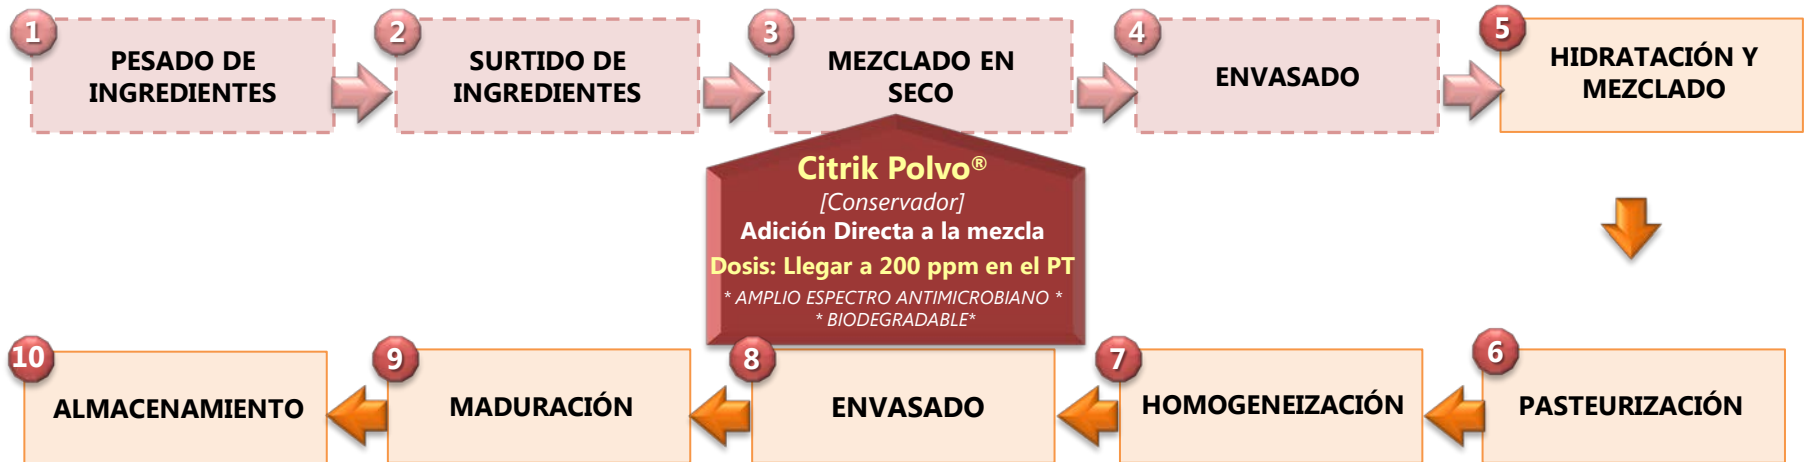 1
PESADO DE
INGREDIENTES
2
SURTIDO DE
INGREDIENTES
3
MEZCLADO EN
SECO
4
ENVASADO
5
HIDRATACIÓN Y
MEZCLADO
Citrik Polvo®
[Conservador]
Adición Directa a la mezcla
Dosis: Llegar a 200 ppm en el PT
* AMPLIO ESPECTRO ANTIMICROBIANO *
* BIODEGRADABLE*
6
PASTEURIZACIÓN
7
HOMOGENEIZACIÓN
8
ENVASADO
9
MADURACIÓN
10
ALMACENAMIENTO